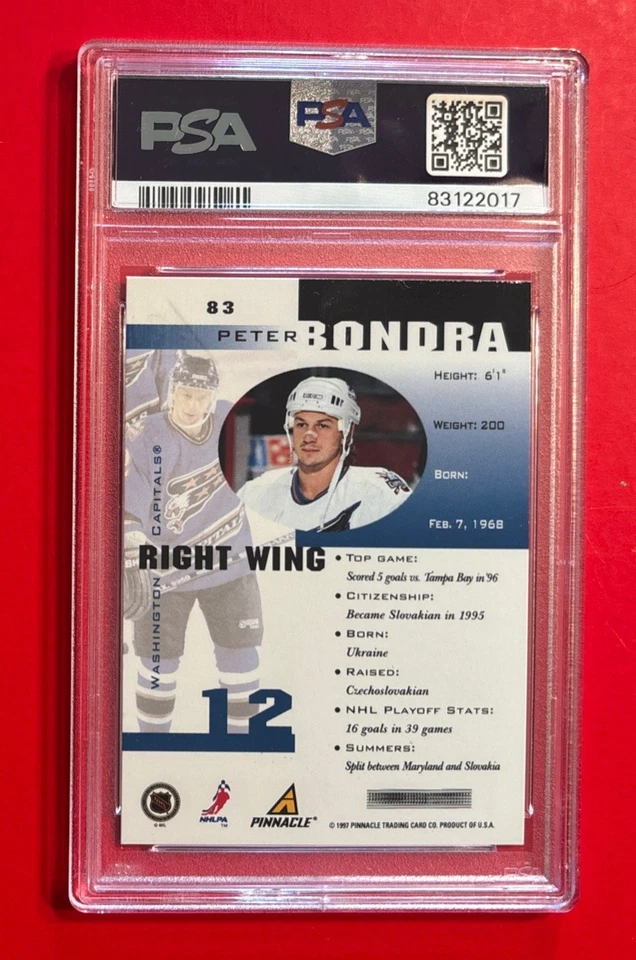 PSA
PSA
83122017
83
PETER BONDRA
HEIGHT: 6'1"
WEIGHT: 200
BORN:
FEB. 7, 1968
WASHINGTON CAPITALS®
RIGHT WING
• TOP GAME:
Scored 5 goals vs. Tampa Bay in '96
• CITIZENSHIP:
Became Slovakian in 1995
• BORN:
Ukraine
• RAISED:
Czechoslovakian
• NHL PLAYOFF STATS:
16 goals in 39 games
• SUMMERS:
Split between Maryland and Slovakia
12
© NHL
NHLPA
TM
PINNACLE®
© 1997 PINNACLE TRADING CARD CO. PRODUCT OF U.S.A.